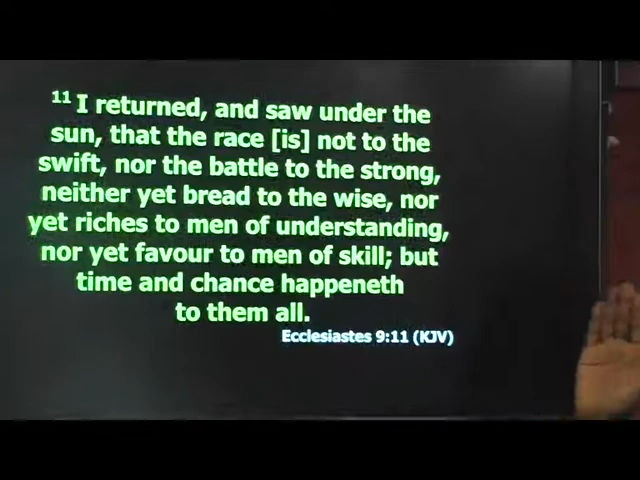 11 I returned, and saw under the
sun, that the race [is] not to the
swift, nor the battle to the strong,
neither yet bread to the wise, nor
yet riches to men of understanding,
nor yet favour to men of skill; but
time and chance happeneth
to them all.
Ecclesiastes 9:11 (KJV)